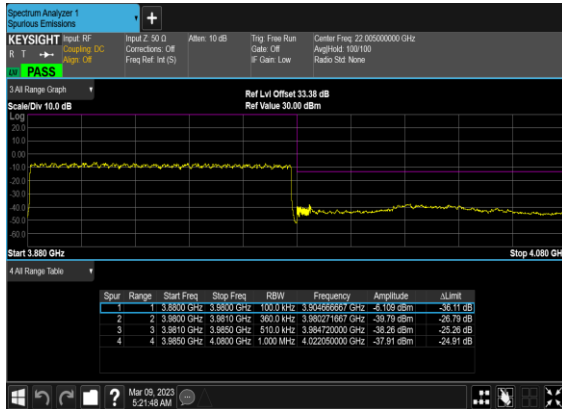 Spectrum Analyzer 1
Spurious Emissions
+
KEYSIGHT Input: RF Input Z: 50 Ω Atten: 10 dB Trig: Free Run Center Freq: 22.005000000 GHz
R T Coupling: DC Corrections: Off Gate: Off Avg|Hold: 100/100
Align: Off Freq Ref: Int (S) IF Gain: Low Radio Std: None
PASS
3 All Range Graph
Ref Lvl Offset 33.38 dB
Scale/Div 10.0 dB Ref Value 30.00 dBm
Log
20.0
10.0
0.00
-10.0
-20.0
-30.0
-40.0
-50.0
-60.0
Start 3.880 GHz Stop 4.080 GH
4 All Range Table
Spur Range Start Freq Stop Freq RBW Frequency Amplitude ΔLimit
1 1 3.8800 GHz 3.9800 GHz 100.0 kHz 3.904666667 GHz -6.109 dBm -36.11 dB
2 2 3.9800 GHz 3.9810 GHz 360.0 kHz 3.980271667 GHz -39.79 dBm -26.79 dB
3 3 3.9810 GHz 3.9850 GHz 510.0 kHz 3.984720000 GHz -38.26 dBm -25.26 dB
4 4 3.9850 GHz 4.0800 GHz 1.000 MHz 4.022050000 GHz -37.91 dBm -24.91 dB
?
Mar 09, 2023
5:21:48 AM